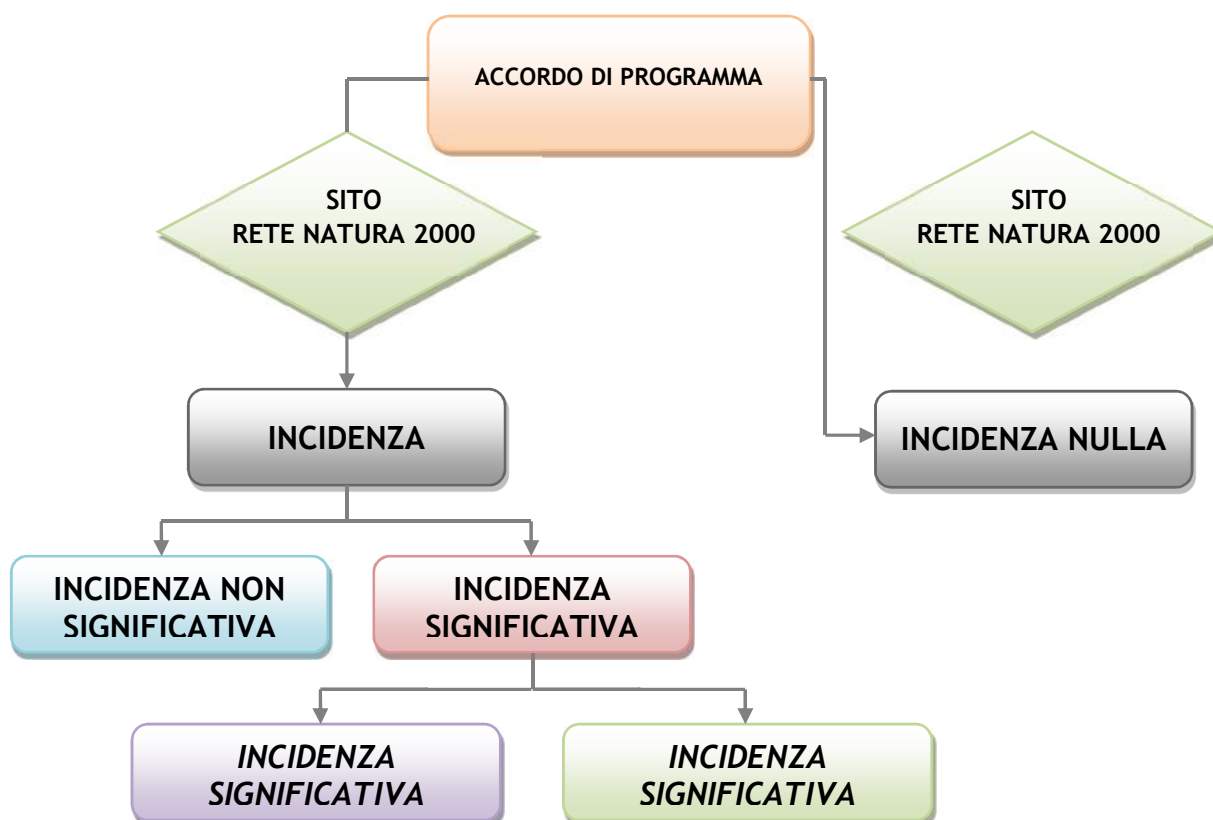 ACCORDO DI PROGRAMMA
SITO
RETE NATURA 2000
SITO
RETE NATURA 2000
INCIDENZA
INCIDENZA NULLA
INCIDENZA NON
SIGNIFICATIVA
INCIDENZA
SIGNIFICATIVA
INCIDENZA
SIGNIFICATIVA
INCIDENZA
SIGNIFICATIVA